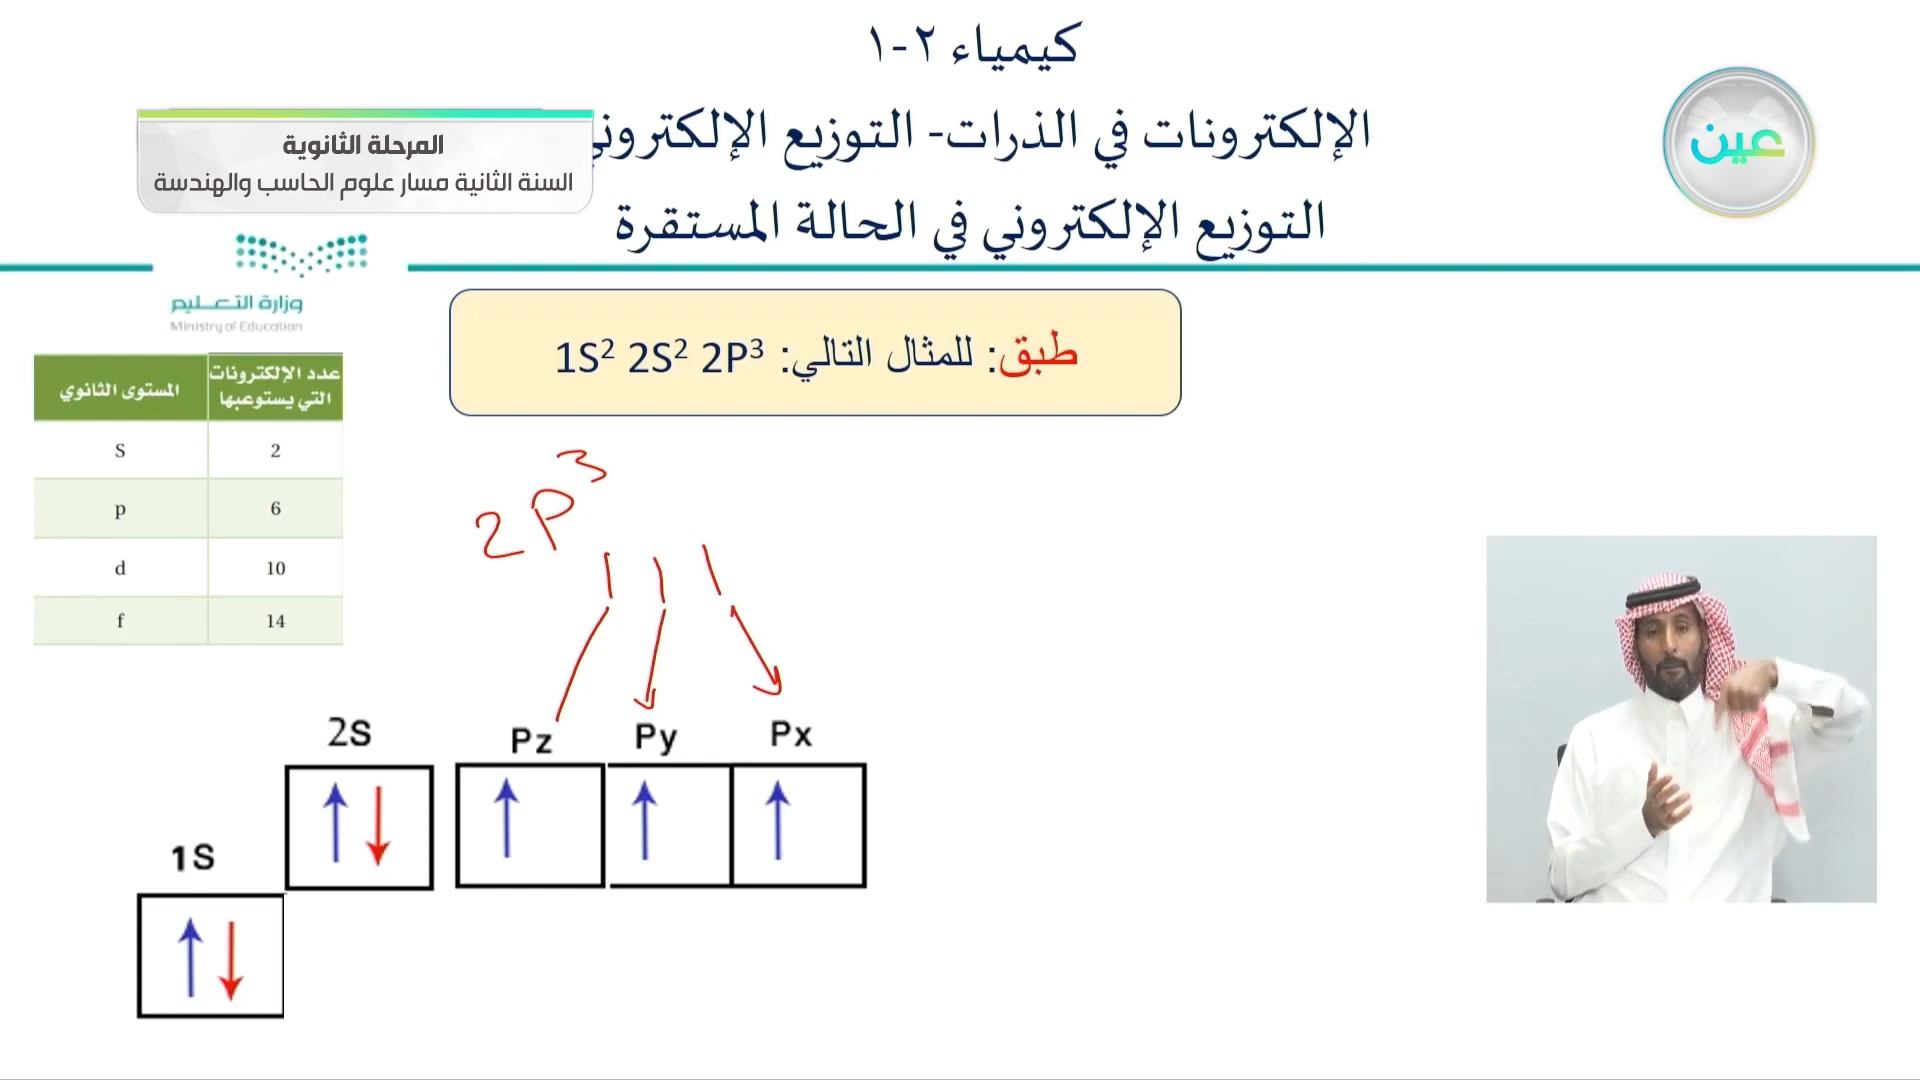 كيمياء ٢-١
الإلكترونات في الذرات- التوزيع الإلكتروني
التوزيع الإلكتروني في الحالة المستقرة
المرحلة الثانوية
السنة الثانية مسار علوم الحاسب والهندسة
عين
وزارة التعليم
Ministry of Education
طبق: للمثال التالي: 1S² 2S² 2P³
المستوى الثانوي عدد الإلكترونات التي يستوعبها
S 2
p 6
d 10
f 14
2P³
2S Pz Py Px
1S